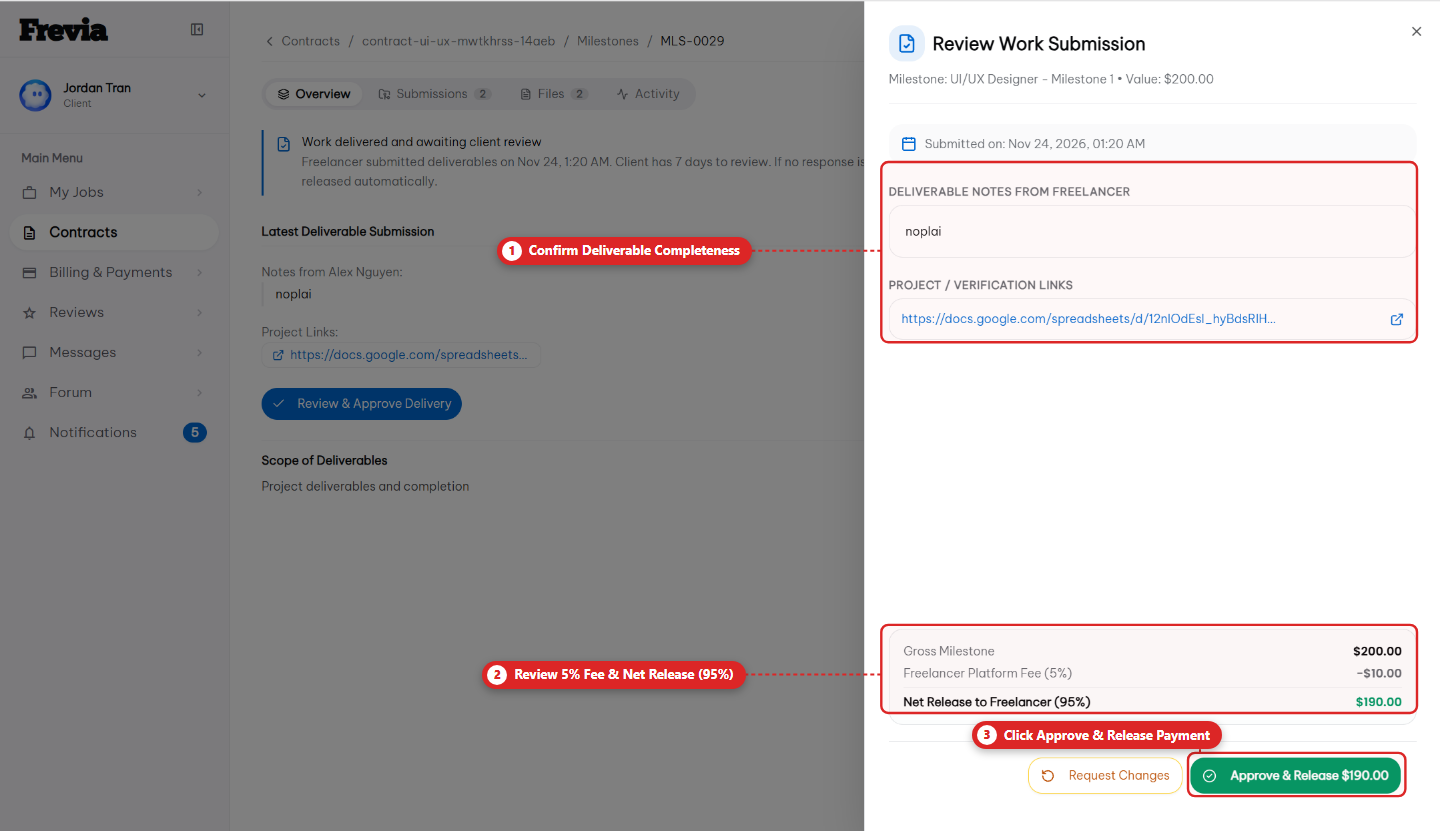 Frevia
Jordan Tran
Client
Main Menu
My Jobs
Contracts
Billing & Payments
Reviews
Messages
Forum
Notifications
5
Contracts / contract-ui-ux-mwtkhrss-14aeb / Milestones / MLS-0029
Overview
Submissions 2
Files 2
Activity
Work delivered and awaiting client review
Freelancer submitted deliverables on Nov 24, 1:20 AM. Client has 7 days to review. If no response is
released automatically.
Latest Deliverable Submission
Notes from Alex Nguyen:
noplai
Project Links:
https://docs.google.com/spreadsheets...
Review & Approve Delivery
Scope of Deliverables
Project deliverables and completion
1 Confirm Deliverable Completeness
2 Review 5% Fee & Net Release (95%)
Review Work Submission
Milestone: UI/UX Designer - Milestone 1 • Value: $200.00
Submitted on: Nov 24, 2026, 01:20 AM
DELIVERABLE NOTES FROM FREELANCER
noplai
PROJECT / VERIFICATION LINKS
https://docs.google.com/spreadsheets/d/12nlOdEsl_hyBdsRlH...
Gross Milestone $200.00
Freelancer Platform Fee (5%) -$10.00
Net Release to Freelancer (95%) $190.00
3 Click Approve & Release Payment
Request Changes
Approve & Release $190.00